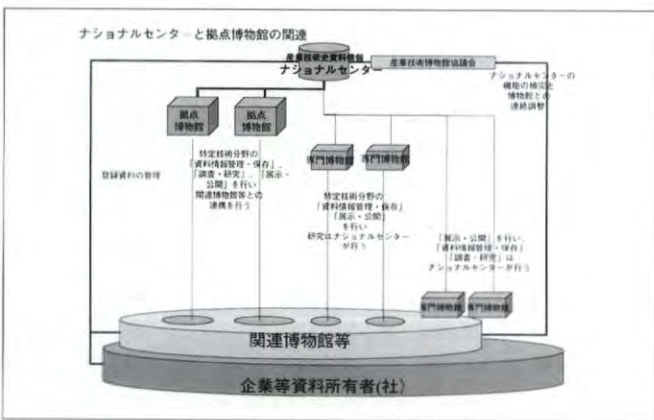 ナショナルセンターと拠点博物館の関連
産業技術史資料情報
ナショナルセンター
産業技術博物館協議会
ナショナルセンターの
機能の補完と
博物館との
連絡調整
拠点
博物館
拠点
博物館
専門博物館
専門博物館
登録資料の管理
特定技術分野の
「資料情報管理・保存」、
「調査・研究」、「展示・
公開」を行い
関連博物館等との
連携を行う
特定技術分野の
「資料情報管理・保存」
「展示・公開」
を行い
研究はナショナルセンター
が行う
「展示・公開」を行い、
「資料情報管理・保存」
「調査・研究」は
ナショナルセンターが行う
専門博物館
専門博物館
関連博物館等
企業等資料所有者(社)